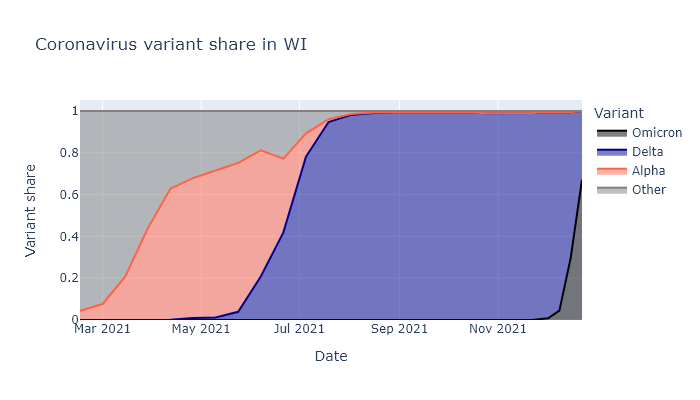 Coronavirus variant share in WI
Variant share
1
0.8
0.6
0.4
0.2
0
Mar 2021
May 2021
Jul 2021
Sep 2021
Nov 2021
Date
Variant
Omicron
Delta
Alpha
Other